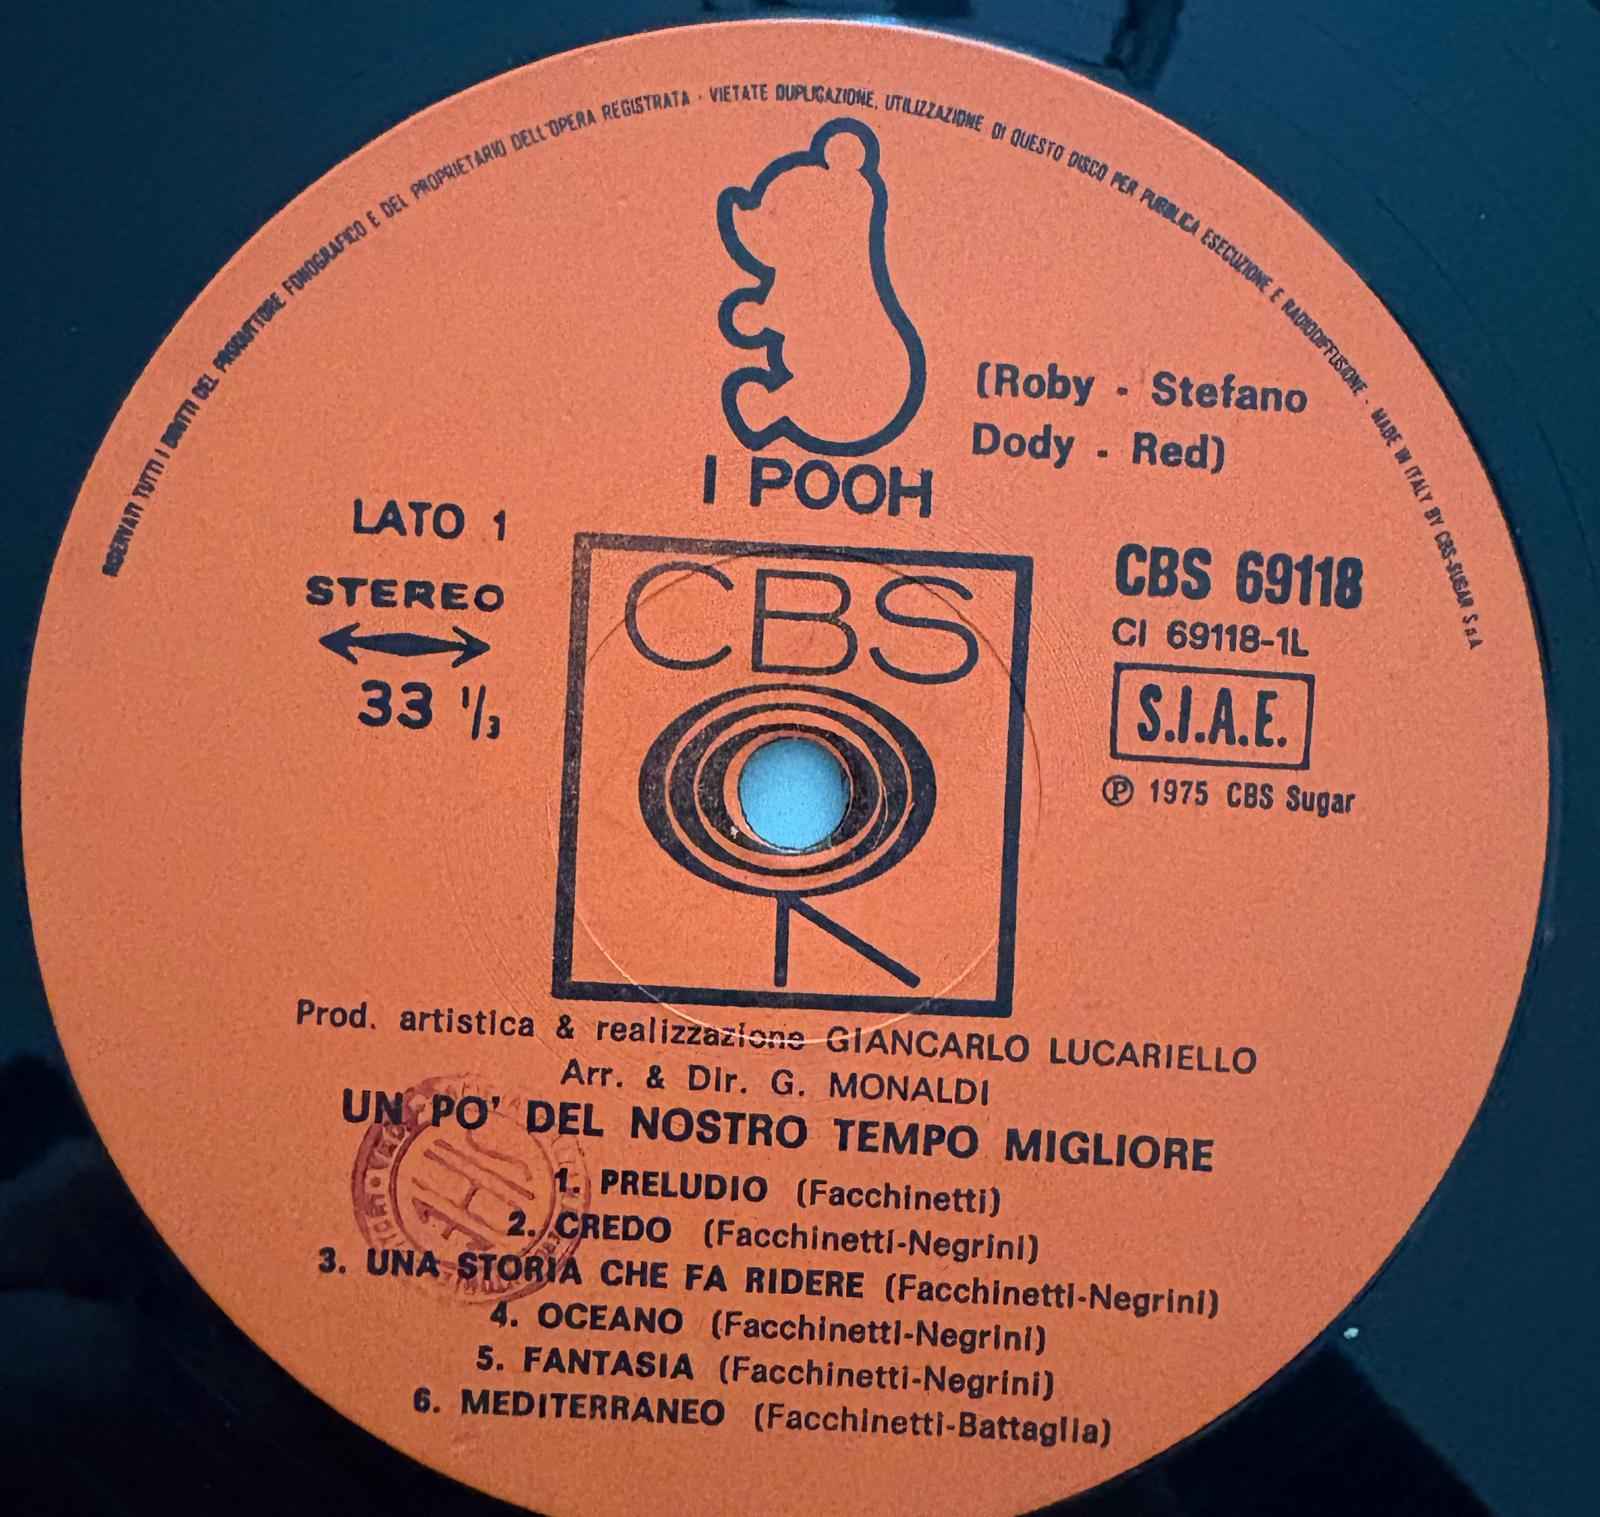 RISERVATI TUTTI I DIRITTI DEL PRODUTTORE FONOGRAFICO E DEL PROPRIETARIO DELL'OPERA REGISTRATA · VIETATE DUPLICAZIONE, UTILIZZAZIONE DI QUESTO DISCO PER PUBBLICA ESECUZIONE E RADIODIFFUSIONE · MADE IN ITALY BY CBS-SUGAR S.p.A
(Roby - Stefano
Dody - Red)
I POOH
LATO 1
STEREO
33 1/3
CBS
CBS 69118
CI 69118-1L
S.I.A.E.
℗ 1975 CBS Sugar
Prod. artistica & realizzazione GIANCARLO LUCARIELLO
Arr. & Dir. G. MONALDI
UN PO' DEL NOSTRO TEMPO MIGLIORE
1. PRELUDIO (Facchinetti)
2. CREDO (Facchinetti-Negrini)
3. UNA STORIA CHE FA RIDERE (Facchinetti-Negrini)
4. OCEANO (Facchinetti-Negrini)
5. FANTASIA (Facchinetti-Negrini)
6. MEDITERRANEO (Facchinetti-Battaglia)